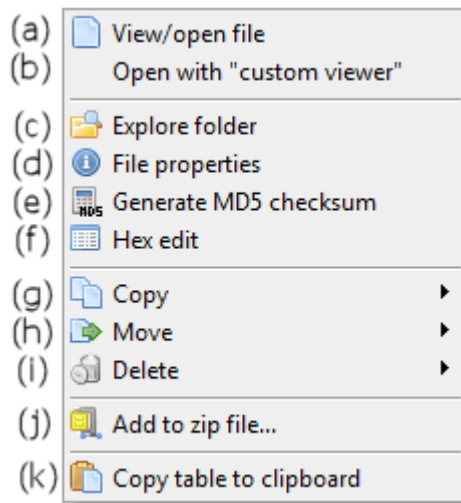 (a) View/open file
(b) Open with "custom viewer"
(c) Explore folder
(d) File properties
(e) MD5 Generate MD5 checksum
(f) Hex edit
(g) Copy
(h) Move
(i) Delete
(j) Add to zip file...
(k) Copy table to clipboard